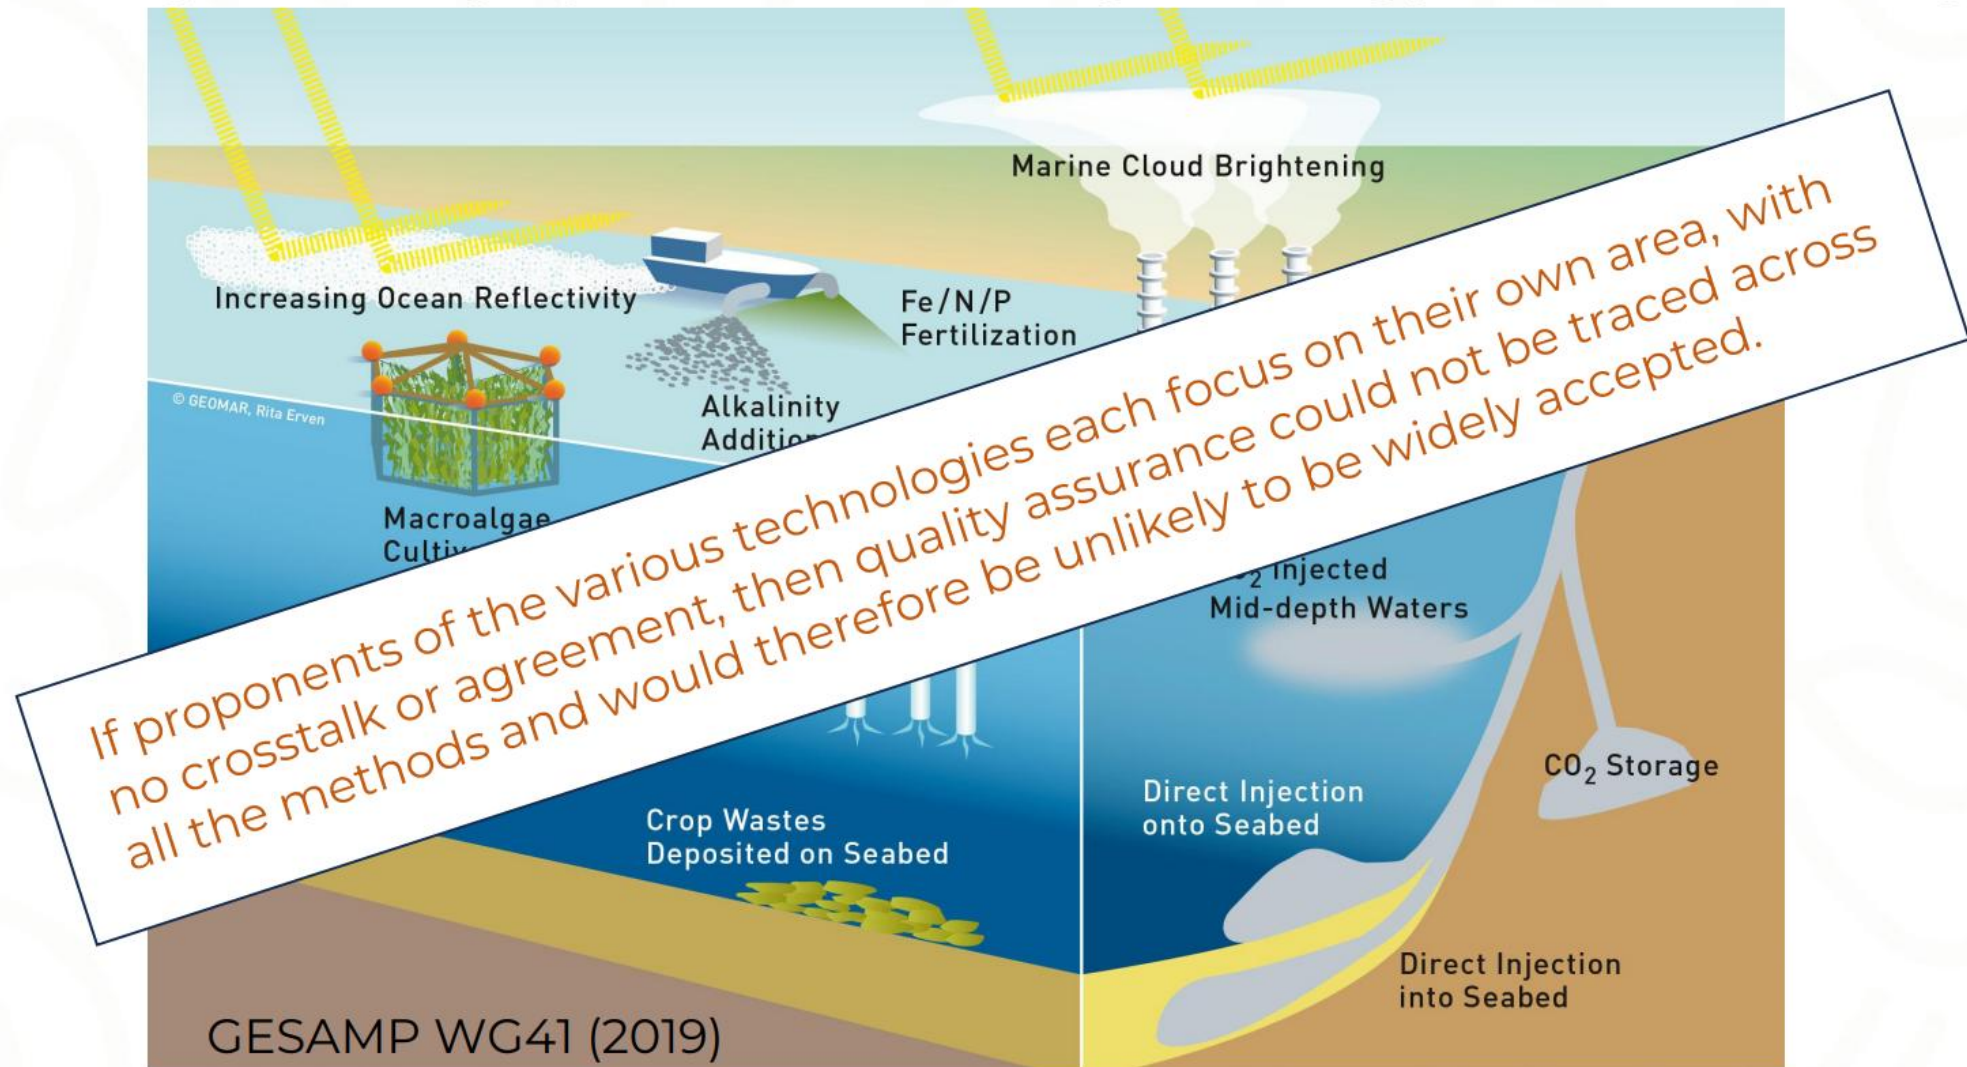 Marine Cloud Brightening
Increasing Ocean Reflectivity
Fe/N/P
Fertilization
© GEOMAR, Rita Erven
Alkalinity
Addition
Macroalgae
If proponents of the various technologies each focus on their own area, with
no crosstalk or agreement, then quality assurance could not be traced across
all the methods and would therefore be unlikely to be widely accepted.
Injected
Mid-depth Waters
CO₂ Storage
Direct Injection
onto Seabed
Crop Wastes
Deposited on Seabed
Direct Injection
into Seabed
GESAMP WG41 (2019)